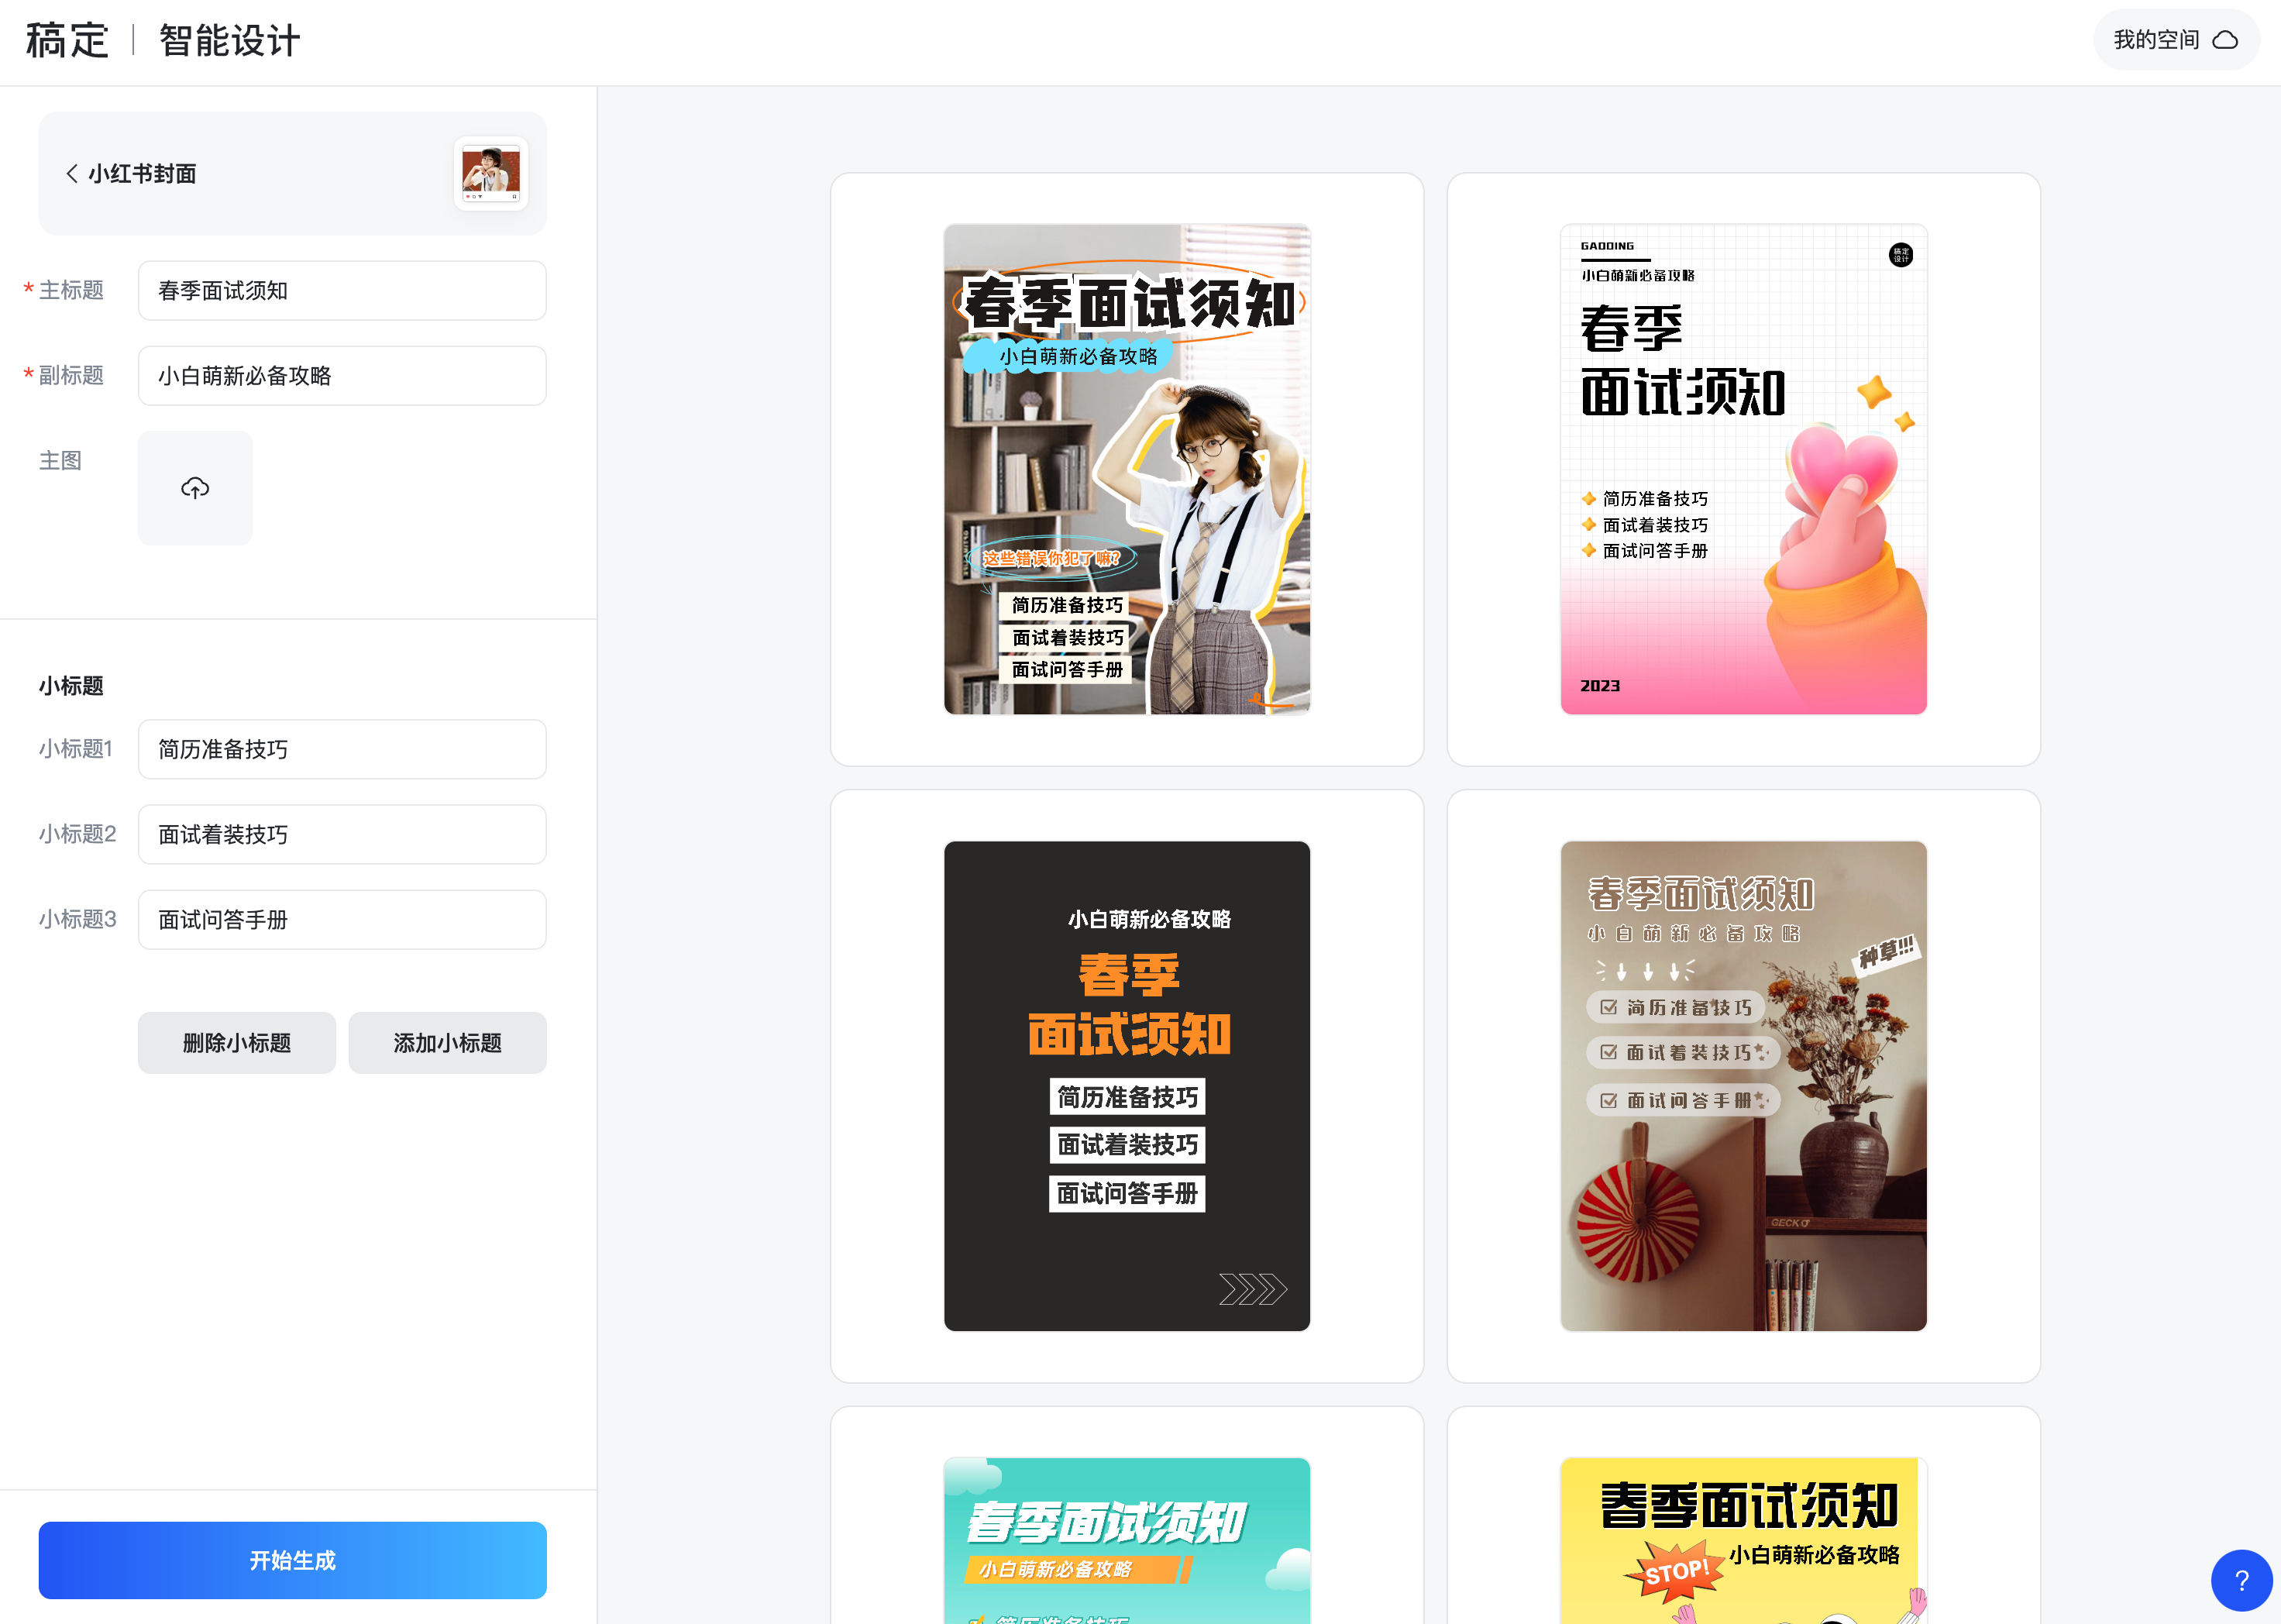 稿定 | 智能设计
我的空间
小红书封面
* 主标题
春季面试须知
* 副标题
小白萌新必备攻略
主图
小标题
小标题1
简历准备技巧
小标题2
面试着装技巧
小标题3
面试问答手册
删除小标题
添加小标题
开始生成
春季面试须知
小白萌新必备攻略
这些错误你犯了嘛?
简历准备技巧
面试着装技巧
面试问答手册
GAODING
小白萌新必备攻略
稿定
设计
春季
面试须知
简历准备技巧
面试着装技巧
面试问答手册
2023
小白萌新必备攻略
春季
面试须知
简历准备技巧
面试着装技巧
面试问答手册
春季面试须知
小白萌新必备攻略
种草!!!
简历准备技巧
面试着装技巧
面试问答手册
GECKO
春季面试须知
小白萌新必备攻略
简历准备技巧
春季面试须知
STOP!
小白萌新必备攻略
?